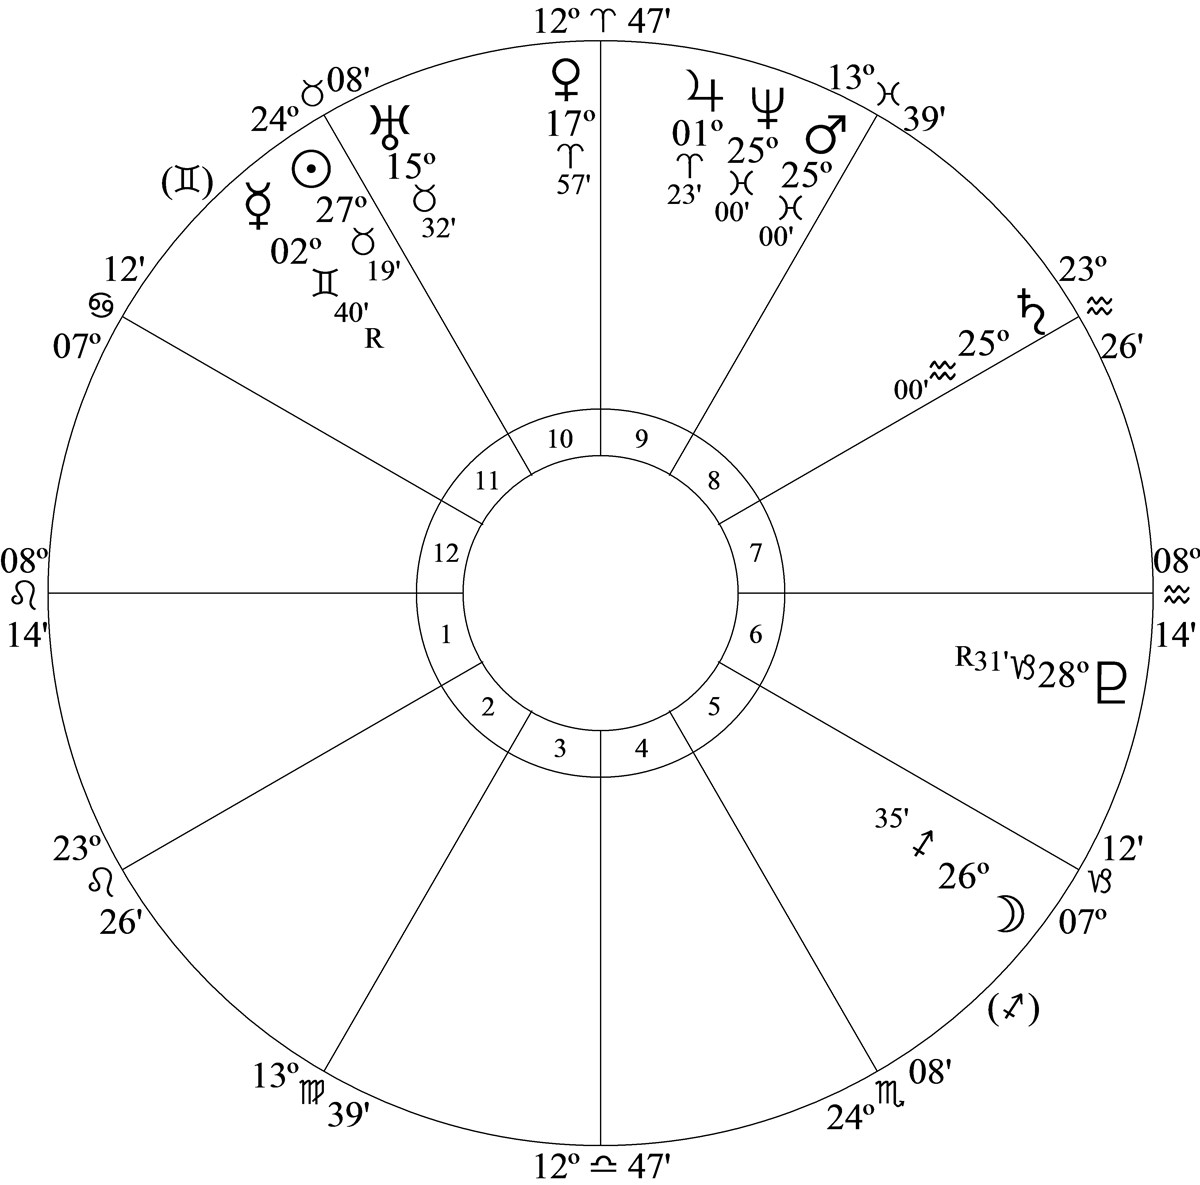 12º ♈ 47'
24º ♉ 08'
13º ♓ 39'
♀
17º
♈
57'
♃
01º
♈
23'
♆
25º
♓
00'
♂
25º
♓
00'
♅
15º
♉
32'
☉
27º
♉
19'
☿
02º
♊
40'
R
(♊)
12'
♋
07º
23º
♒
26'
♄
25º
♒
00'
10
9
11
8
12
7
1
6
2
5
3
4
08º
♌
14'
08º
♒
14'
R 31' ♑ 28º ♇
35'
♐
26º
☽
23º
♌
26'
12'
♑
07º
(♐)
13º ♍ 39'
24º ♏ 08'
12º ♎ 47'